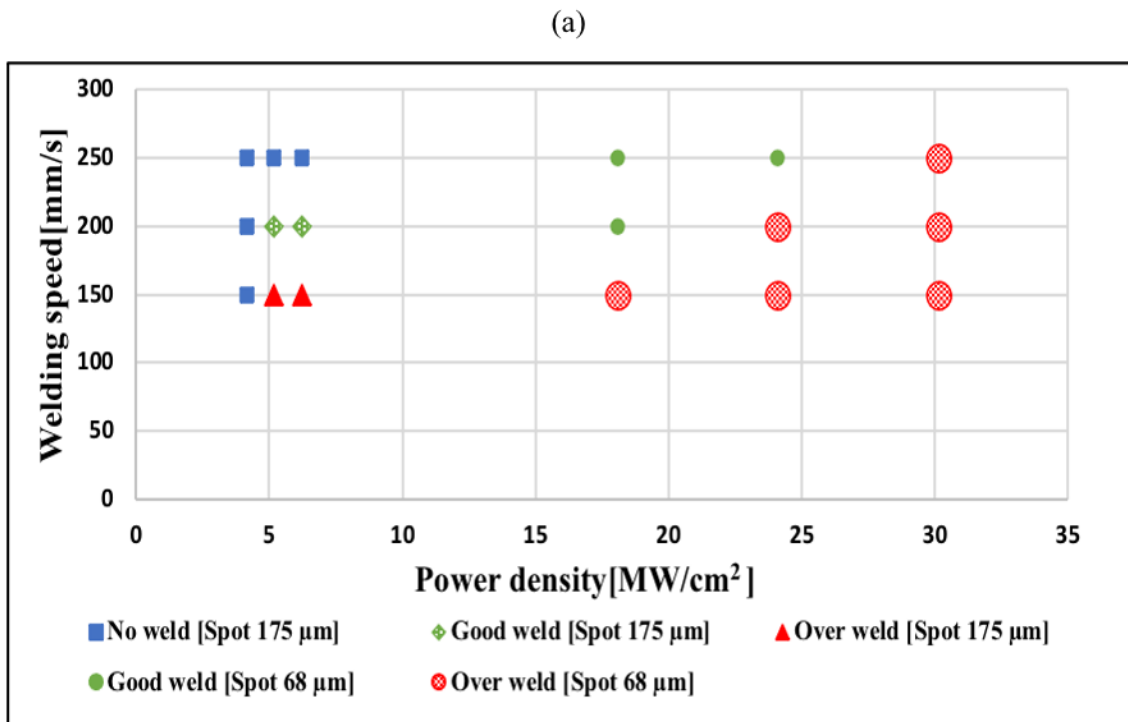 (a)
300
250
200
150
100
50
0
Welding speed[mm/s]
0 5 10 15 20 25 30 35
Power density[MW/cm²]
No weld [Spot 175 µm] Good weld [Spot 175 µm] Over weld [Spot 175 µm]
Good weld [Spot 68 µm] Over weld [Spot 68 µm]